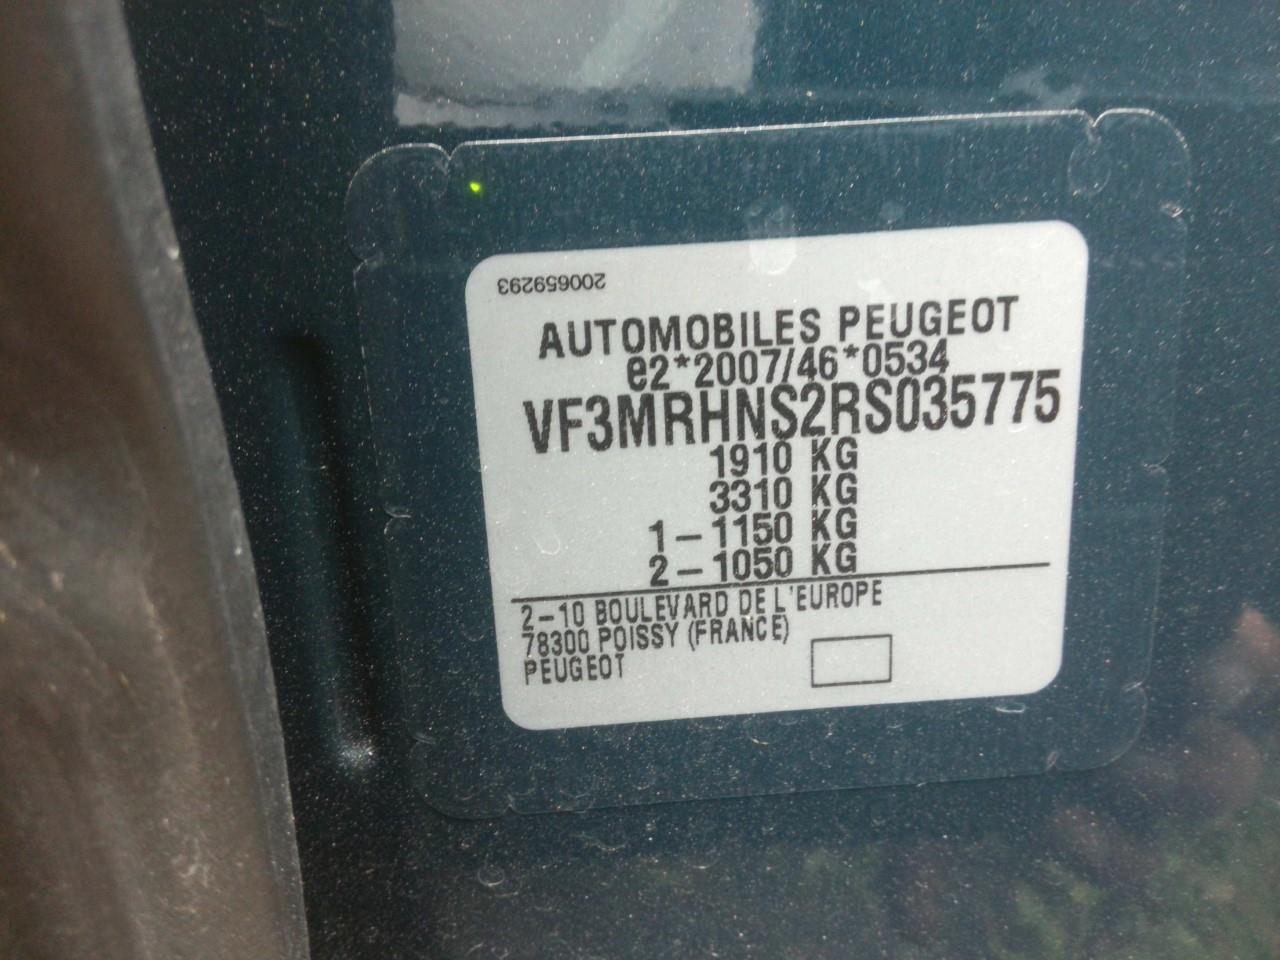 200659293
AUTOMOBILES PEUGEOT
e2*2007/46*0534
VF3MRHNS2RS035775
1910 KG
3310 KG
1-1150 KG
2-1050 KG
2-10 BOULEVARD DE L'EUROPE
78300 POISSY (FRANCE)
PEUGEOT